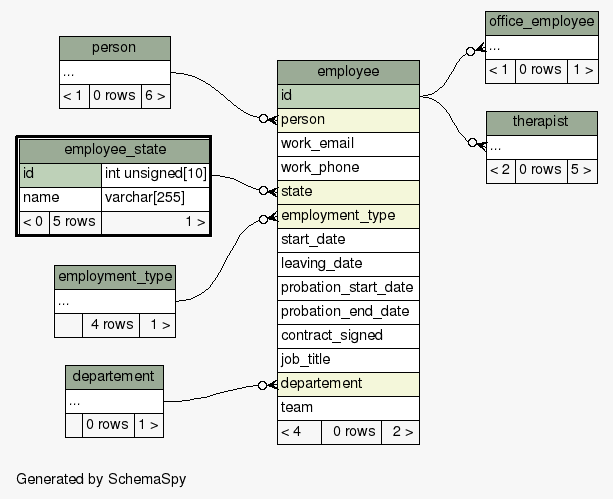 person
...
< 1 0 rows 6 >
employee_state
id int unsigned[10]
name varchar[255]
< 0 5 rows 1 >
employment_type
...
4 rows 1 >
departement
...
0 rows 1 >
employee
id
person
work_email
work_phone
state
employment_type
start_date
leaving_date
probation_start_date
probation_end_date
contract_signed
job_title
departement
team
< 4 0 rows 2 >
office_employee
...
< 1 0 rows 1 >
therapist
...
< 2 0 rows 5 >
Generated by SchemaSpy